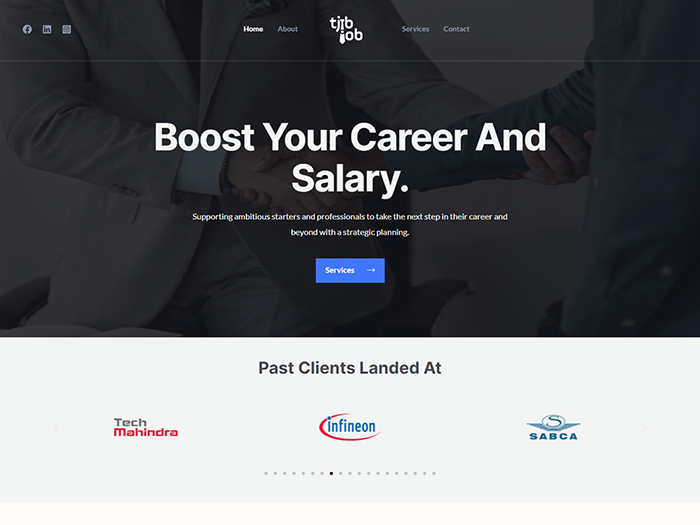 Home
About
tjib
job
Services
Contact
Boost Your Career And
Salary.
Supporting ambitious starters and professionals to take the next step in their career and
beyond with a strategic planning.
Services →
Past Clients Landed At
Tech
Mahindra
infineon
S
SABCA